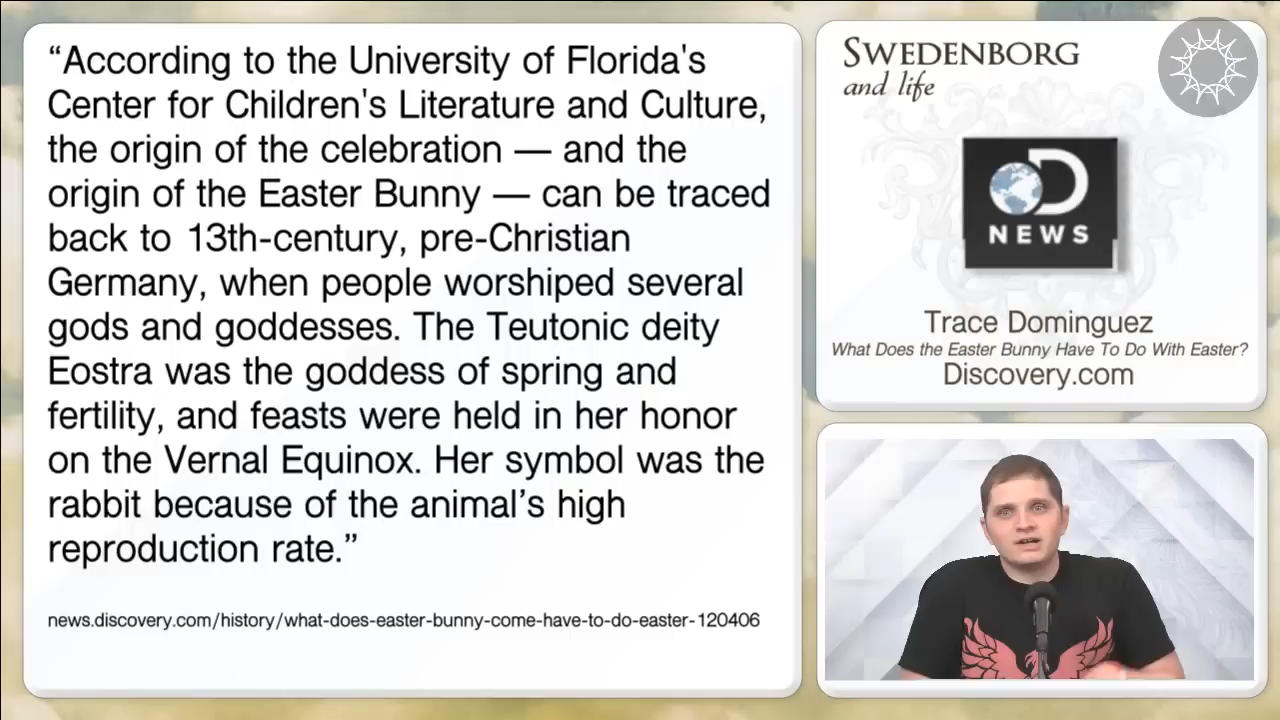 “According to the University of Florida's
Center for Children's Literature and Culture,
the origin of the celebration — and the
origin of the Easter Bunny — can be traced
back to 13th-century, pre-Christian
Germany, when people worshiped several
gods and goddesses. The Teutonic deity
Eostra was the goddess of spring and
fertility, and feasts were held in her honor
on the Vernal Equinox. Her symbol was the
rabbit because of the animal’s high
reproduction rate.”
news.discovery.com/history/what-does-easter-bunny-come-have-to-do-easter-120406
SWEDENBORG
and life
D
NEWS
Trace Dominguez
What Does the Easter Bunny Have To Do With Easter?
Discovery.com